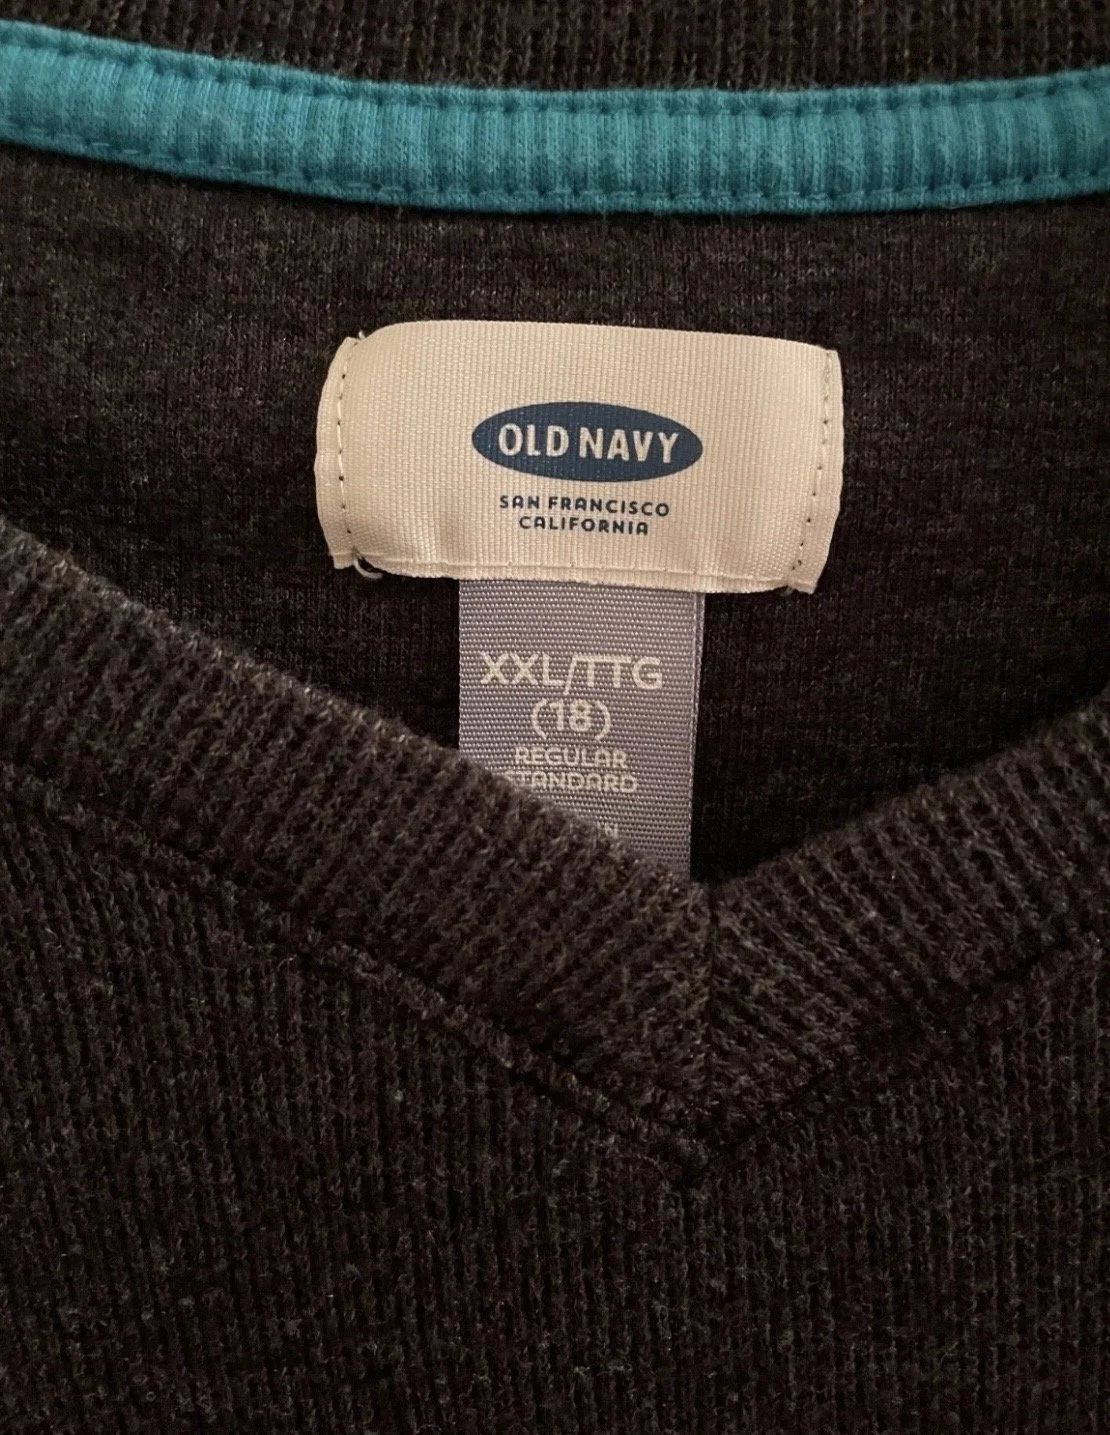 OLD NAVY
SAN FRANCISCO
CALIFORNIA
XXL/TTG
(18)
REGULAR
STANDARD